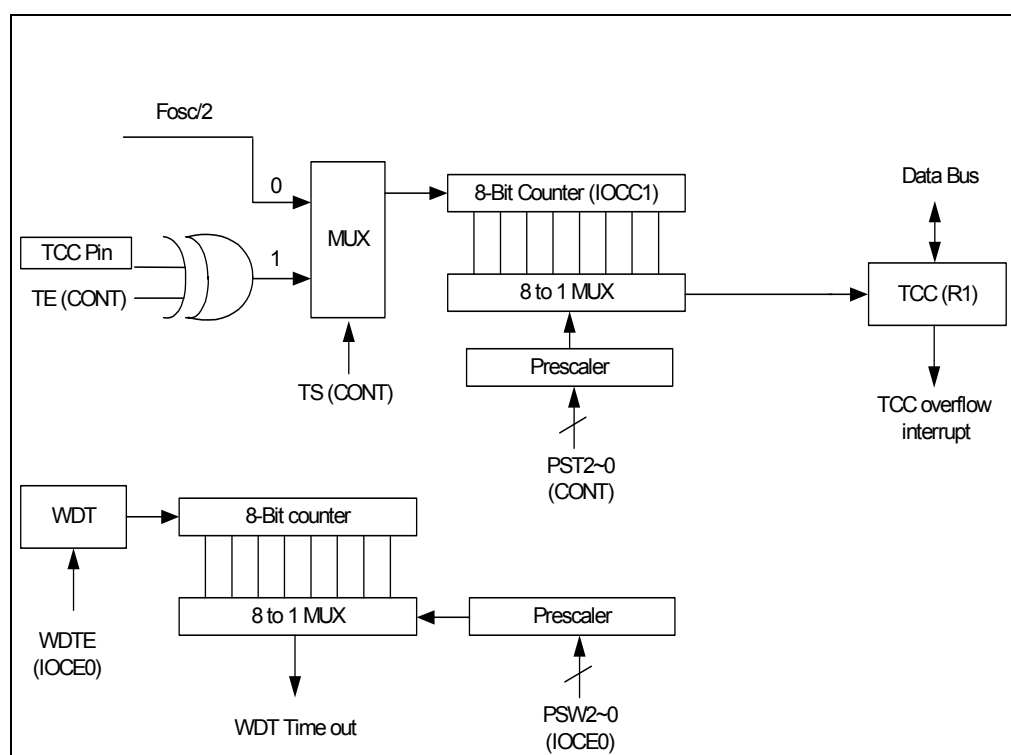 Fosc/2
0
MUX
8-Bit Counter (IOCC1)
Data Bus
TCC Pin
1
TE (CONT)
8 to 1 MUX
TCC (R1)
TS (CONT)
Prescaler
TCC overflow
interrupt
PST2~0
(CONT)
WDT
8-Bit counter
8 to 1 MUX
Prescaler
WDTE
(IOCE0)
WDT Time out
PSW2~0
(IOCE0)